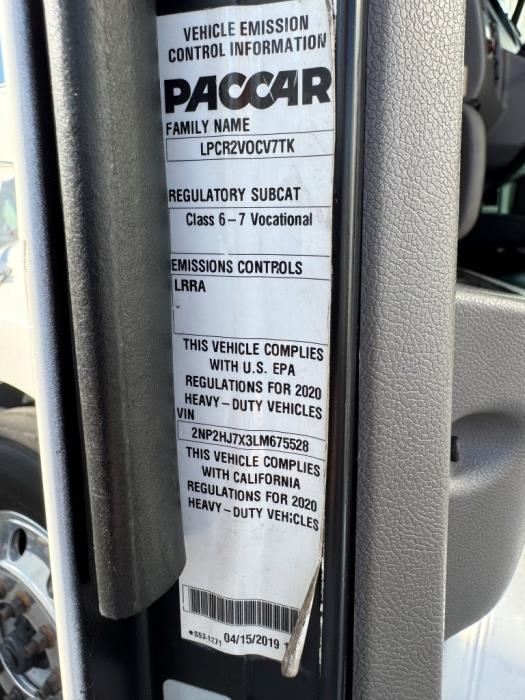 VEHICLE EMISSION
CONTROL INFORMATION
PACCAR
FAMILY NAME
LPCR2VOCV7TK
REGULATORY SUBCAT
Class 6-7 Vocational
EMISSIONS CONTROLS
LRRA
THIS VEHICLE COMPLIES
WITH U.S. EPA
REGULATIONS FOR 2020
HEAVY-DUTY VEHICLES
VIN
2NP2HJ7X3LM675528
THIS VEHICLE COMPLIES
WITH CALIFORNIA
REGULATIONS FOR 2020
HEAVY-DUTY VEHICLES
S53-1271 04/15/2019